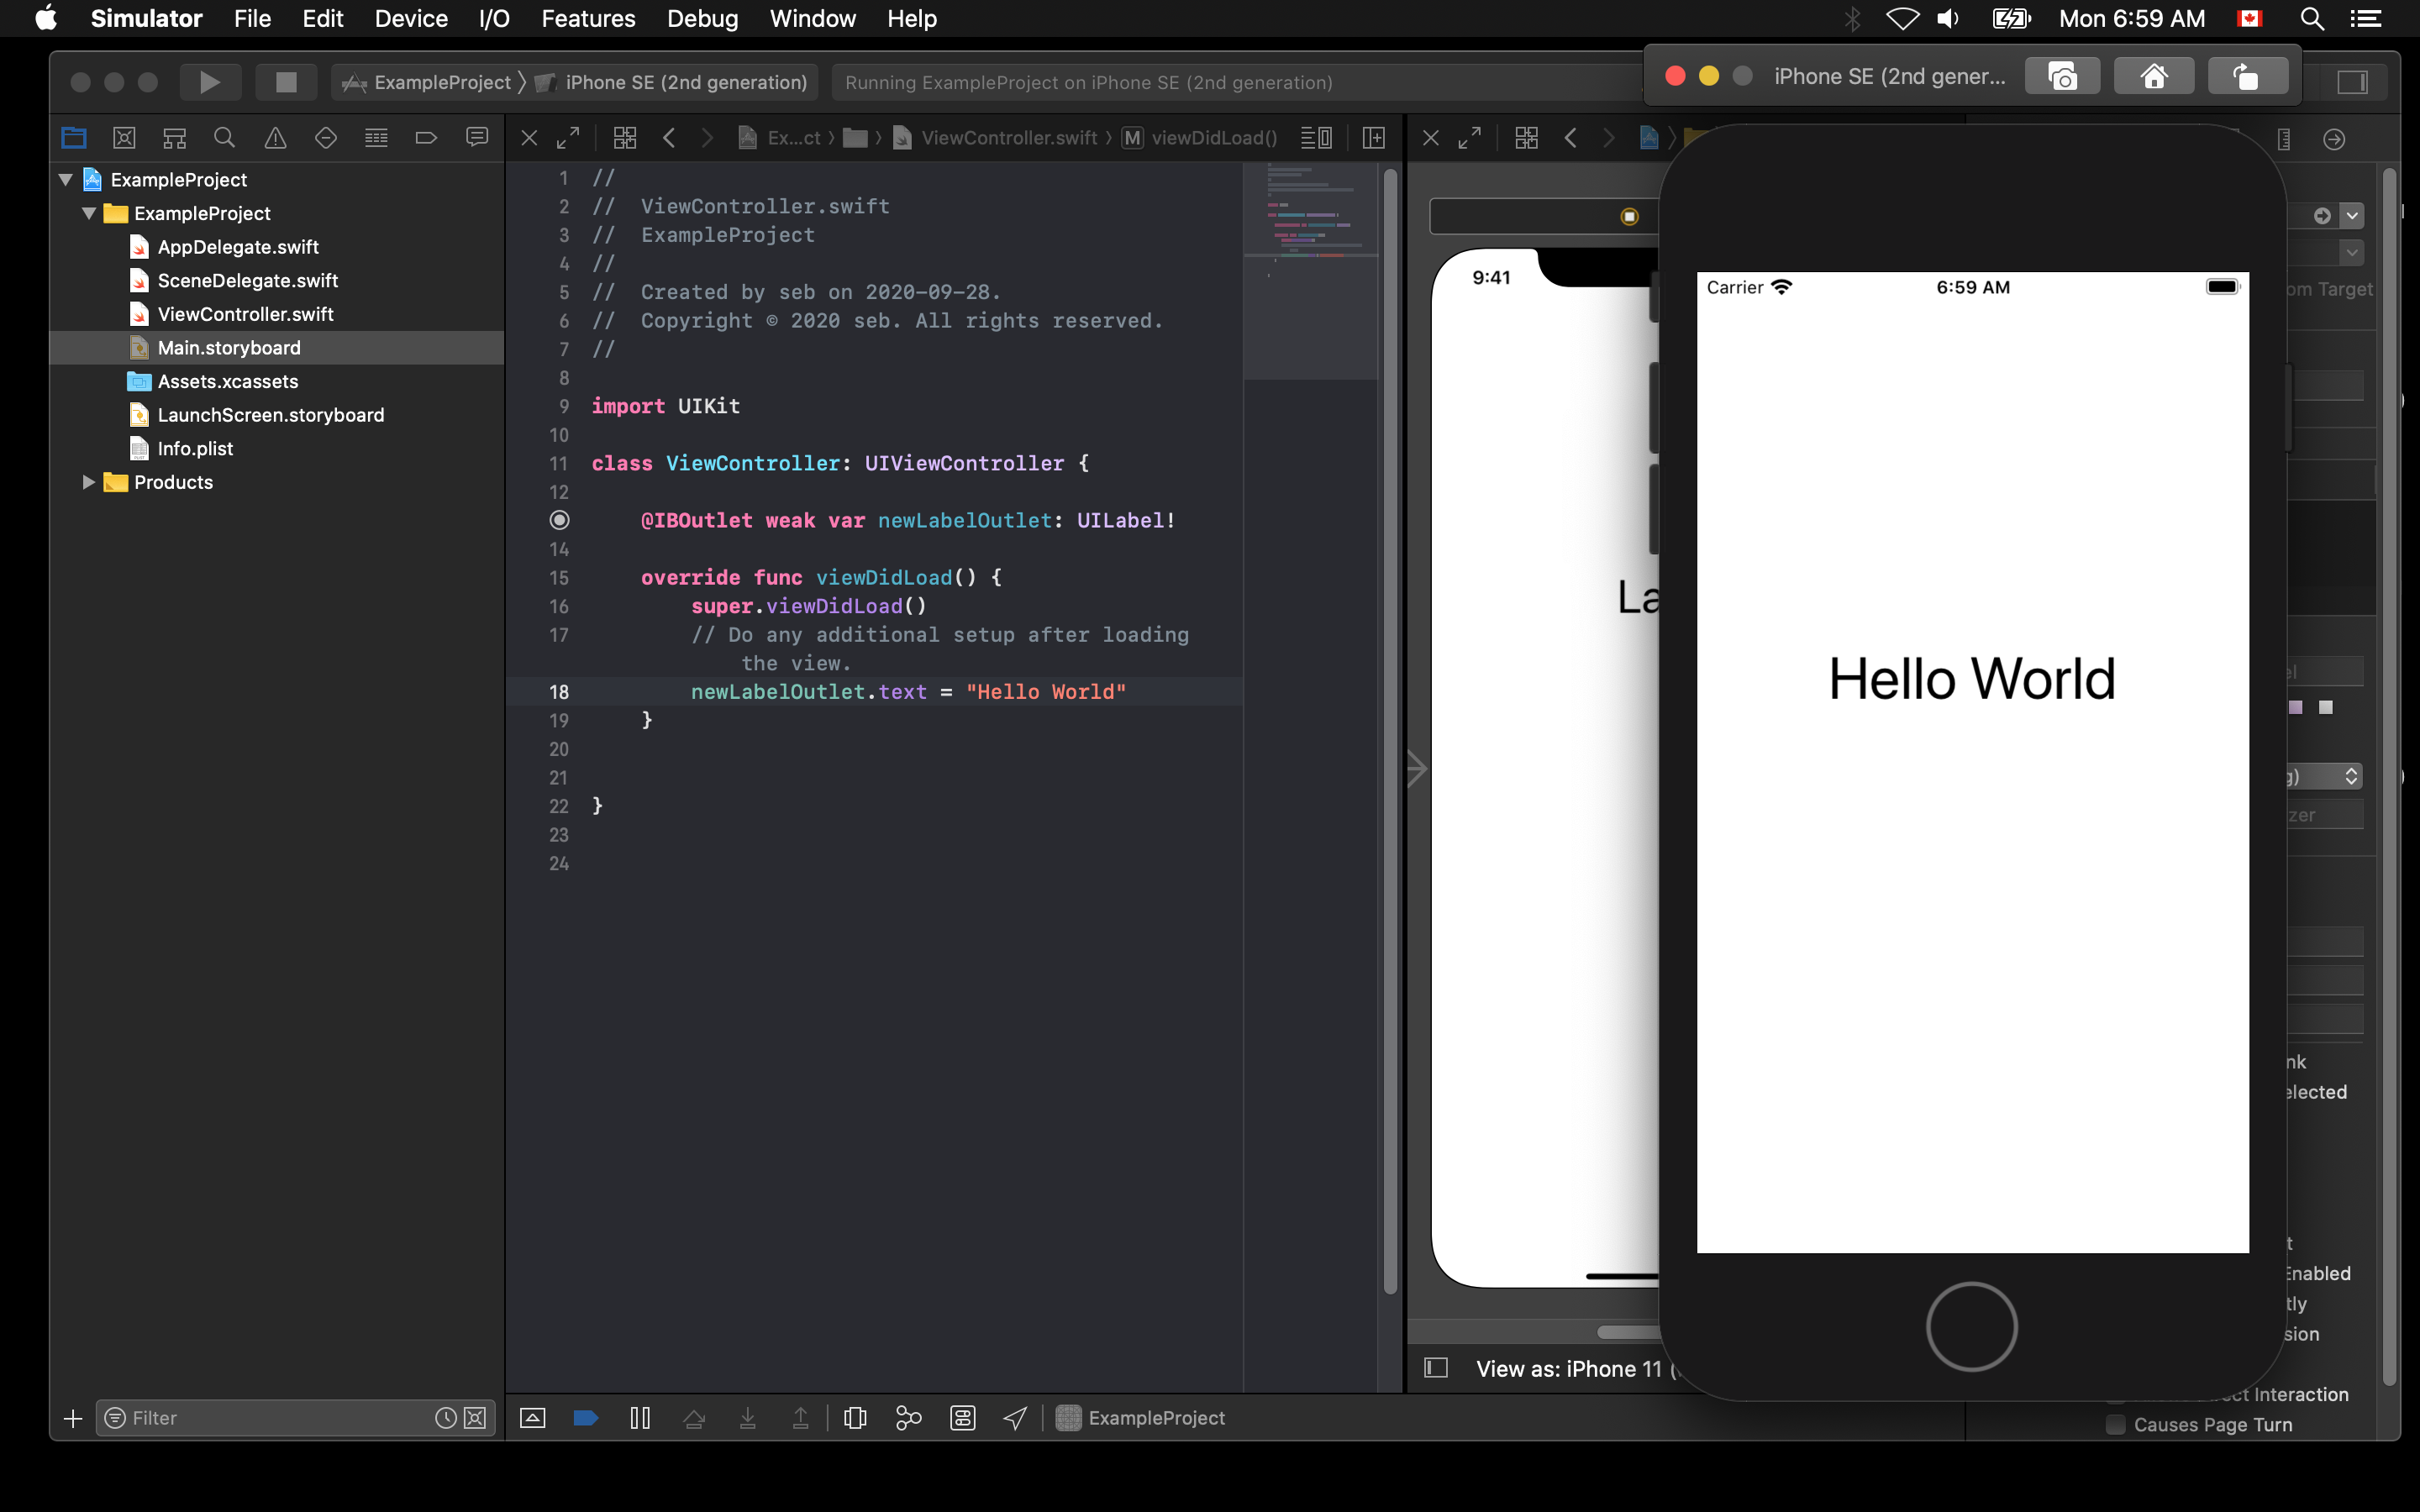 Simulator File Edit Device I/O Features Debug Window Help Mon 6:59 AM
ExampleProject iPhone SE (2nd generation) Running ExampleProject on iPhone SE (2nd generation)
iPhone SE (2nd gener...
Ex...ct ViewController.swift M viewDidLoad()
ExampleProject
ExampleProject
AppDelegate.swift
SceneDelegate.swift
ViewController.swift
Main.storyboard
Assets.xcassets
LaunchScreen.storyboard
Info.plist
Products
Filter
1 //
2 //  ViewController.swift
3 //  ExampleProject
4 //
5 //  Created by seb on 2020-09-28.
6 //  Copyright © 2020 seb. All rights reserved.
7 //
8
9 import UIKit
10
11 class ViewController: UIViewController {
12
@IBOutlet weak var newLabelOutlet: UILabel!
14
15 override func viewDidLoad() {
16 super.viewDidLoad()
17 // Do any additional setup after loading
the view.
18 newLabelOutlet.text = "Hello World"
19 }
20
21
22 }
23
24
ExampleProject
9:41
La
View as: iPhone 11 (
Carrier 6:59 AM
Hello World
om Target
el
g)
zer
nk
elected
t
Enabled
tly
sion
ct Interaction
Causes Page Turn